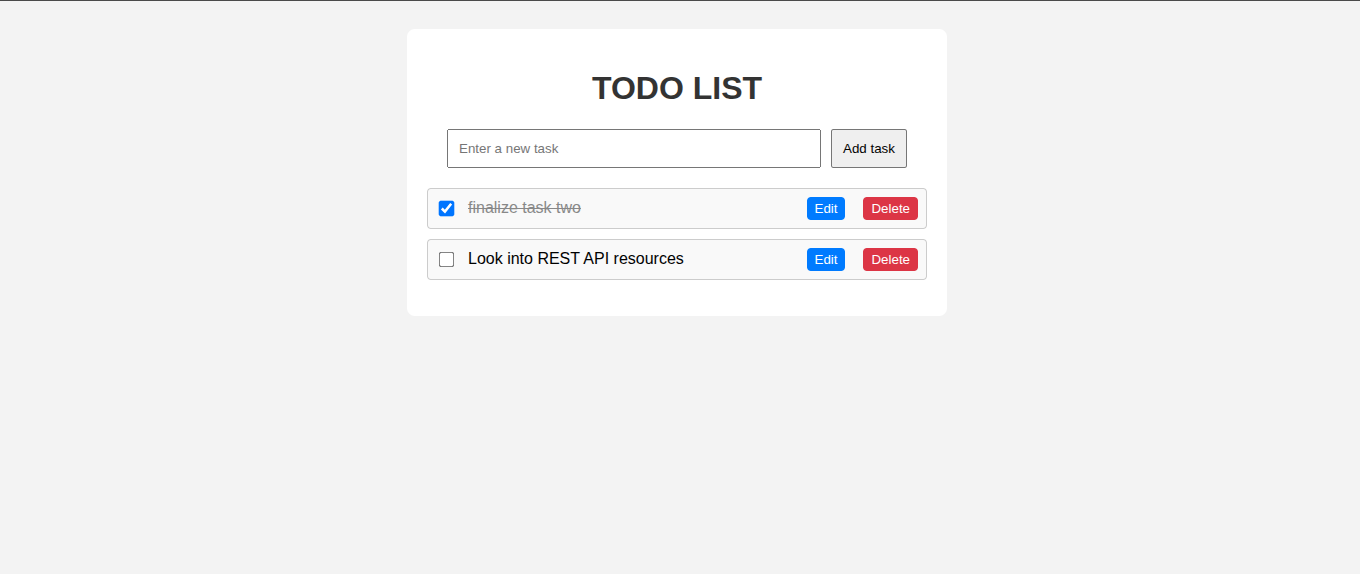 TODO LIST
Enter a new task Add task
finalize task two Edit Delete
Look into REST API resources Edit Delete